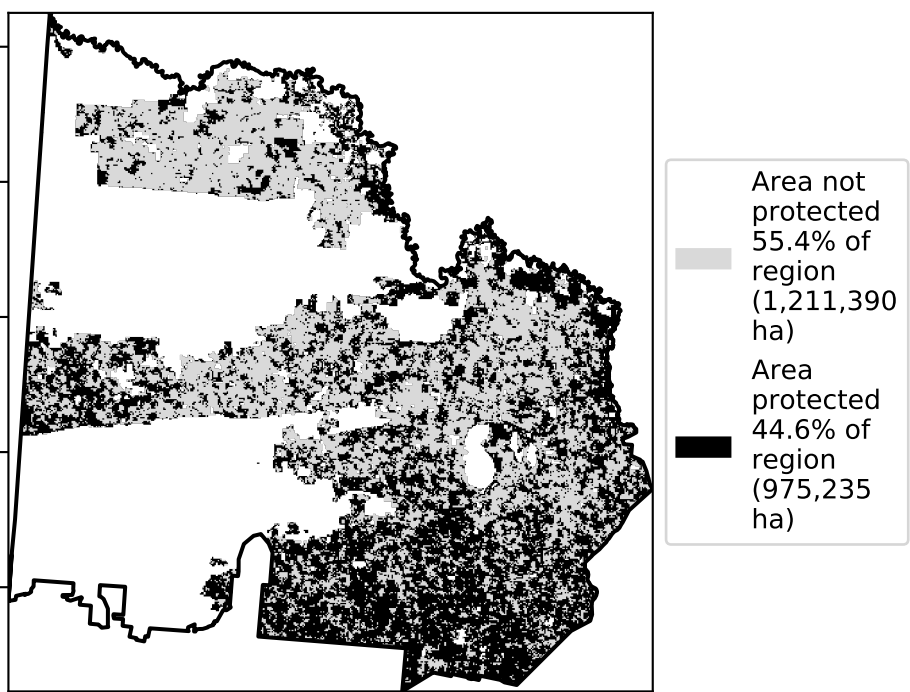 Area not
protected
55.4% of
region
(1,211,390
ha)
Area
protected
44.6% of
region
(975,235
ha)